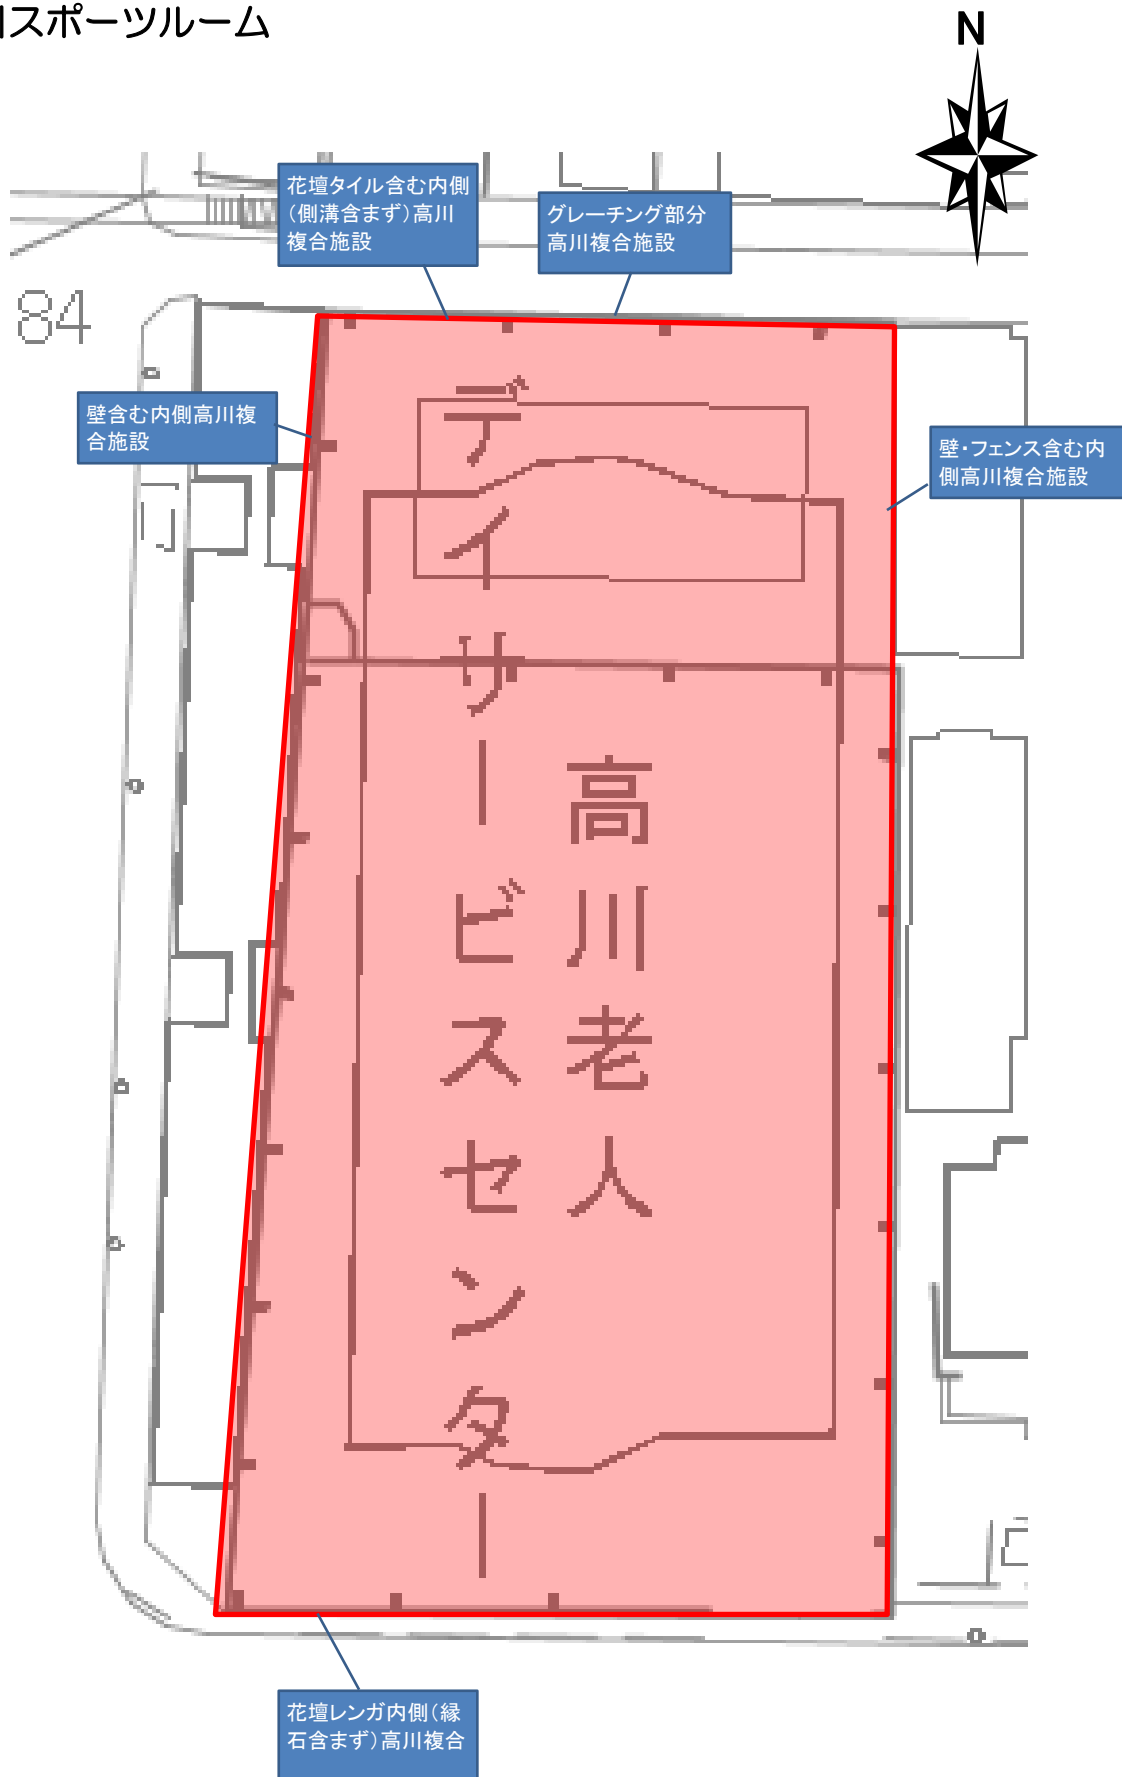 川スポーツルーム
N
花壇タイル含む内側
(側溝含まず)高川
複合施設
グレーチング部分
高川複合施設
84
壁含む内側高川複
合施設
壁・フェンス含む内
側高川複合施設
高川老人
デイサービスセンター
花壇レンガ内側(縁
石含まず)高川複合